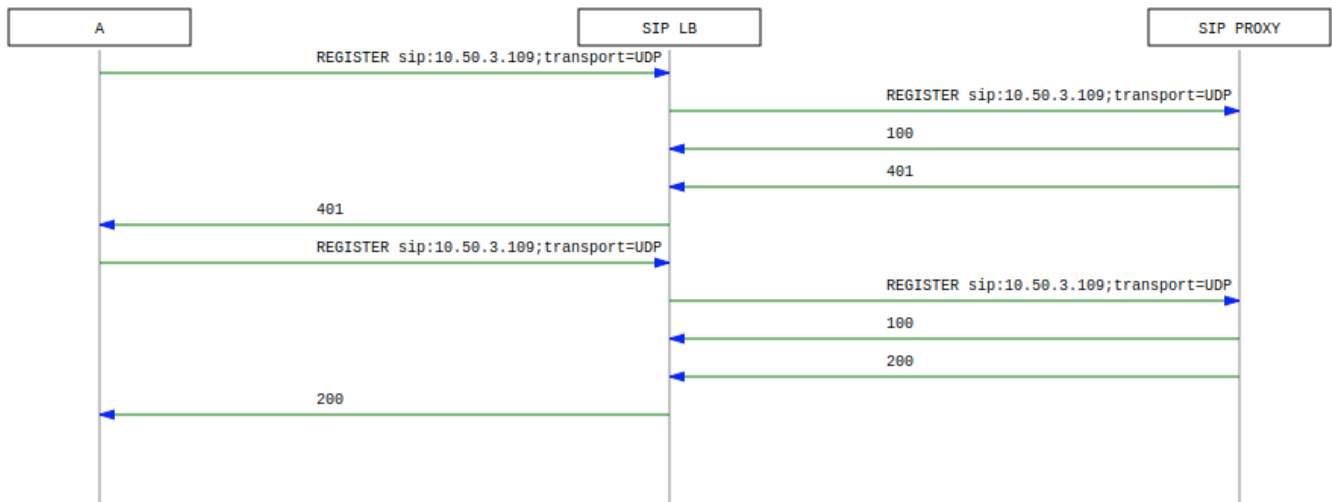 A
SIP LB
SIP PROXY
REGISTER sip:10.50.3.109;transport=UDP
REGISTER sip:10.50.3.109;transport=UDP
100
401
401
REGISTER sip:10.50.3.109;transport=UDP
REGISTER sip:10.50.3.109;transport=UDP
100
200
200